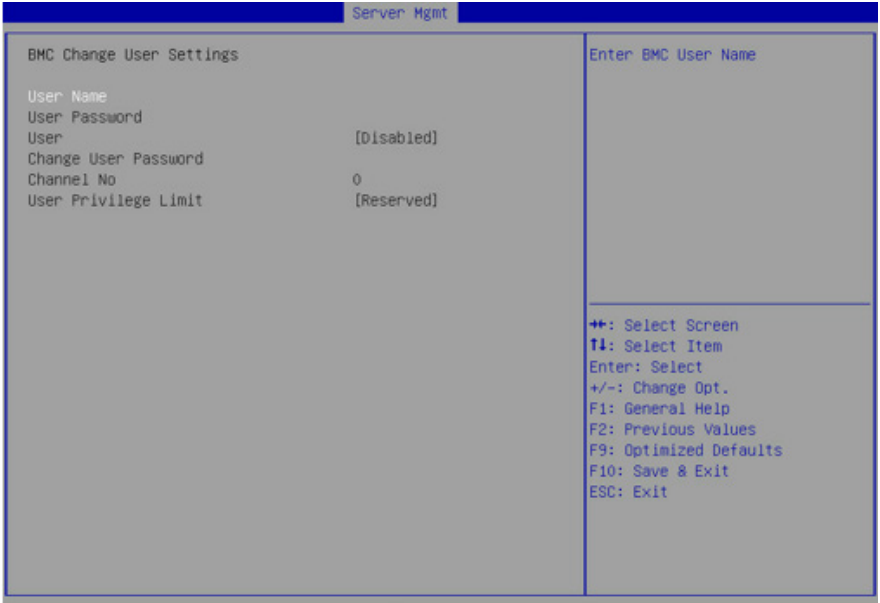 Server Mgmt
BMC Change User Settings
User Name
User Password
User [Disabled]
Change User Password
Channel No 0
User Privilege Limit [Reserved]
Enter BMC User Name
→←: Select Screen
↑↓: Select Item
Enter: Select
+/-: Change Opt.
F1: General Help
F2: Previous Values
F9: Optimized Defaults
F10: Save & Exit
ESC: Exit